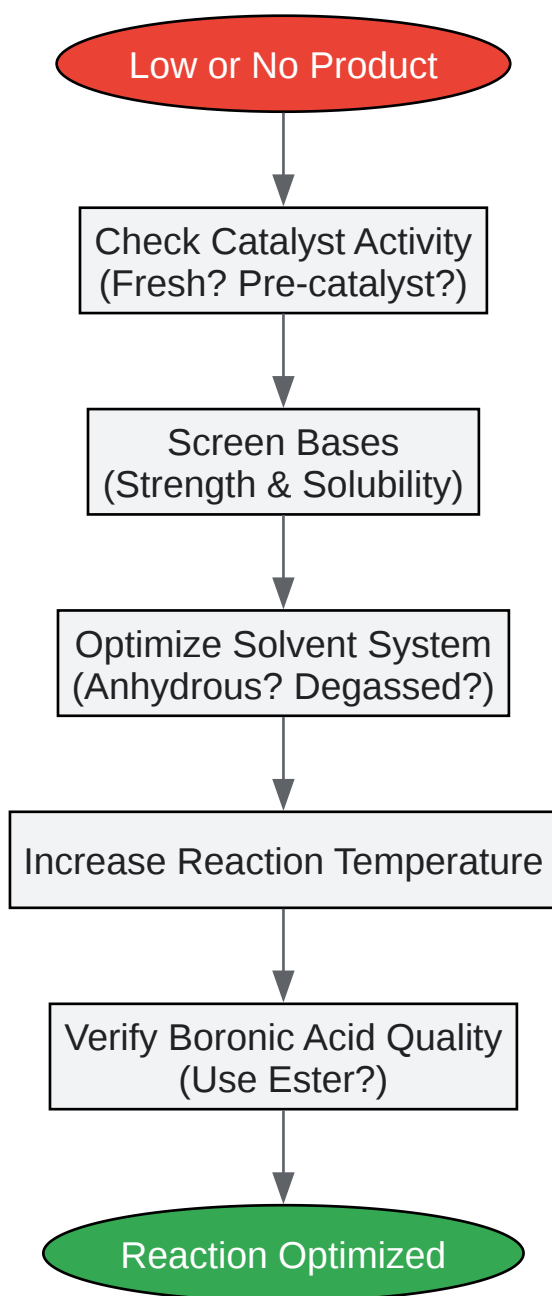 Low or No Product
Check Catalyst Activity
(Fresh? Pre-catalyst?)
Screen Bases
(Strength & Solubility)
Optimize Solvent System
(Anhydrous? Degassed?)
Increase Reaction Temperature
Verify Boronic Acid Quality
(Use Ester?)
Reaction Optimized